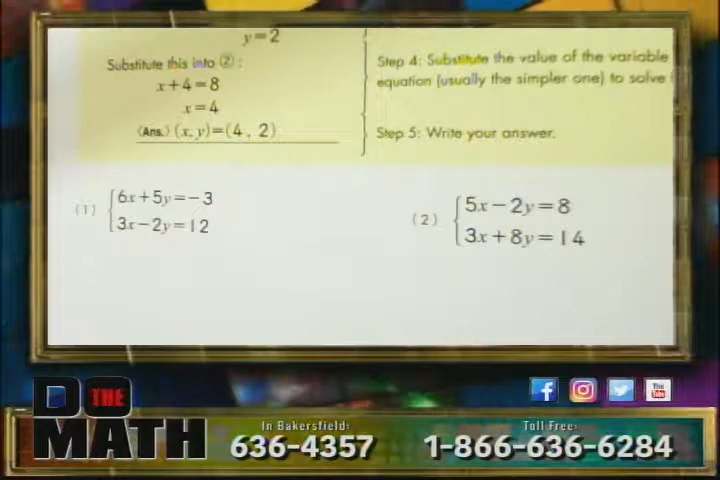 y=2
Substitute this into ②:
x+4=8
x=4
⟨Ans.⟩ (x, y)=(4, 2)
Step 4: Substitute the value of the variable
equation (usually the simpler one) to solve
Step 5: Write your answer.
(1) {6x+5y=-3
3x-2y=12
(2) {5x-2y=8
3x+8y=14
DO THE
MATH
In Bakersfield:
636-4357
Toll Free:
1-866-636-6284
You
Tube